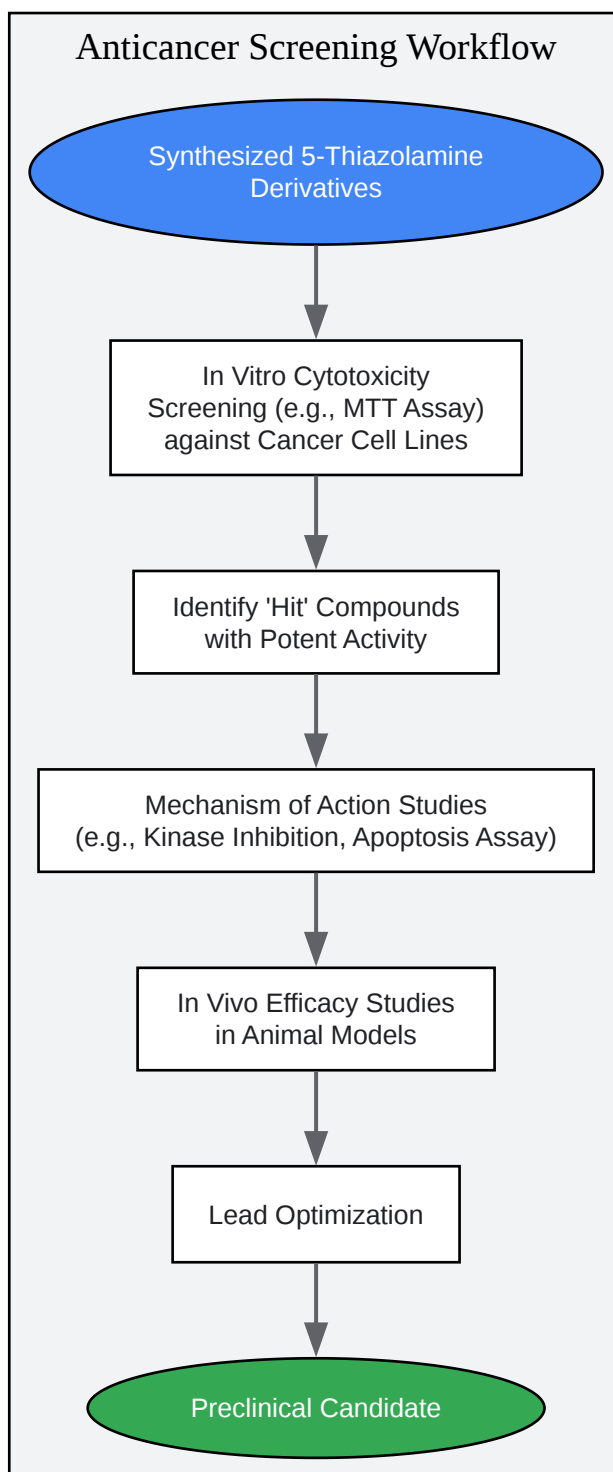 Anticancer Screening Workflow
Synthesized 5-Thiazolamine
Derivatives
In Vitro Cytotoxicity
Screening (e.g., MTT Assay)
against Cancer Cell Lines
Identify 'Hit' Compounds
with Potent Activity
Mechanism of Action Studies
(e.g., Kinase Inhibition, Apoptosis Assay)
In Vivo Efficacy Studies
in Animal Models
Lead Optimization
Preclinical Candidate